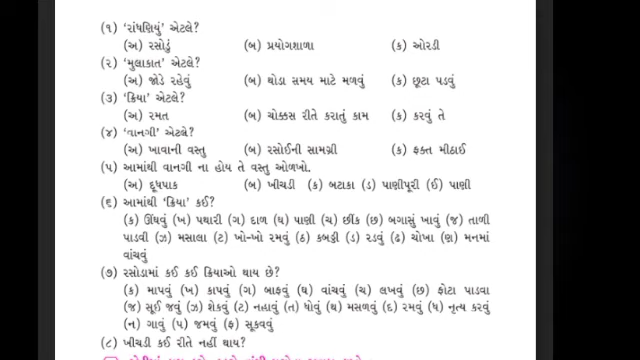 (૧) ‘રાંધણિયું’ એટલે?
(અ) રસોડું (બ) પ્રયોગશાળા (ક) ઓરડી
(૨) ‘મુલાકાત’ એટલે?
(અ) જોડે રહેવું (બ) થોડા સમય માટે મળવું (ક) છૂટા પડવું
(૩) ‘ક્રિયા’ એટલે?
(અ) રમત (બ) ચોક્કસ રીતે કરાતું કામ (ક) કરવું તે
(૪) ‘વાનગી’ એટલે?
(અ) ખાવાની વસ્તુ (બ) રસોઈની સામગ્રી (ક) ફક્ત મીઠાઈ
(૫) આમાંથી વાનગી ના હોય તે વસ્તુ ઓળખો.
(અ) દૂધપાક (બ) ખીચડી (ક) બટાકા (ડ) પાણીપૂરી (ઈ) પાણી
(૬) આમાંથી ‘ક્રિયા’ કઈ?
(ક) ઊંઘવું (ખ) પથારી (ગ) દાળ (ઘ) પાણી (ચ) છીંક (છ) બગાસું ખાવું (જ) તાળી
પાડવી (ઝ) મસાલા (ટ) ખો-ખો રમવું (ઠ) કબડ્ડી (ડ) રડવું (ઢ) ચોખા (ણ) મનમાં
વાંચવું
(૭) રસોડામાં કઈ કઈ ક્રિયાઓ થાય છે?
(ક) માપવું (ખ) કાપવું (ગ) બાફવું (ઘ) વાંચવું (ચ) લખવું (છ) ફોટા પાડવા
(જ) સૂઈ જવું (ઝ) શેકવું (ટ) નહાવું (ત) ધોવું (થ) મસળવું (દ) રમવું (ધ) નૃત્ય કરવું
(ન) ગાવું (પ) જમવું (ફ) સૂકવવું
(૮) ખીચડી કઈ રીતે નહીં થાય?